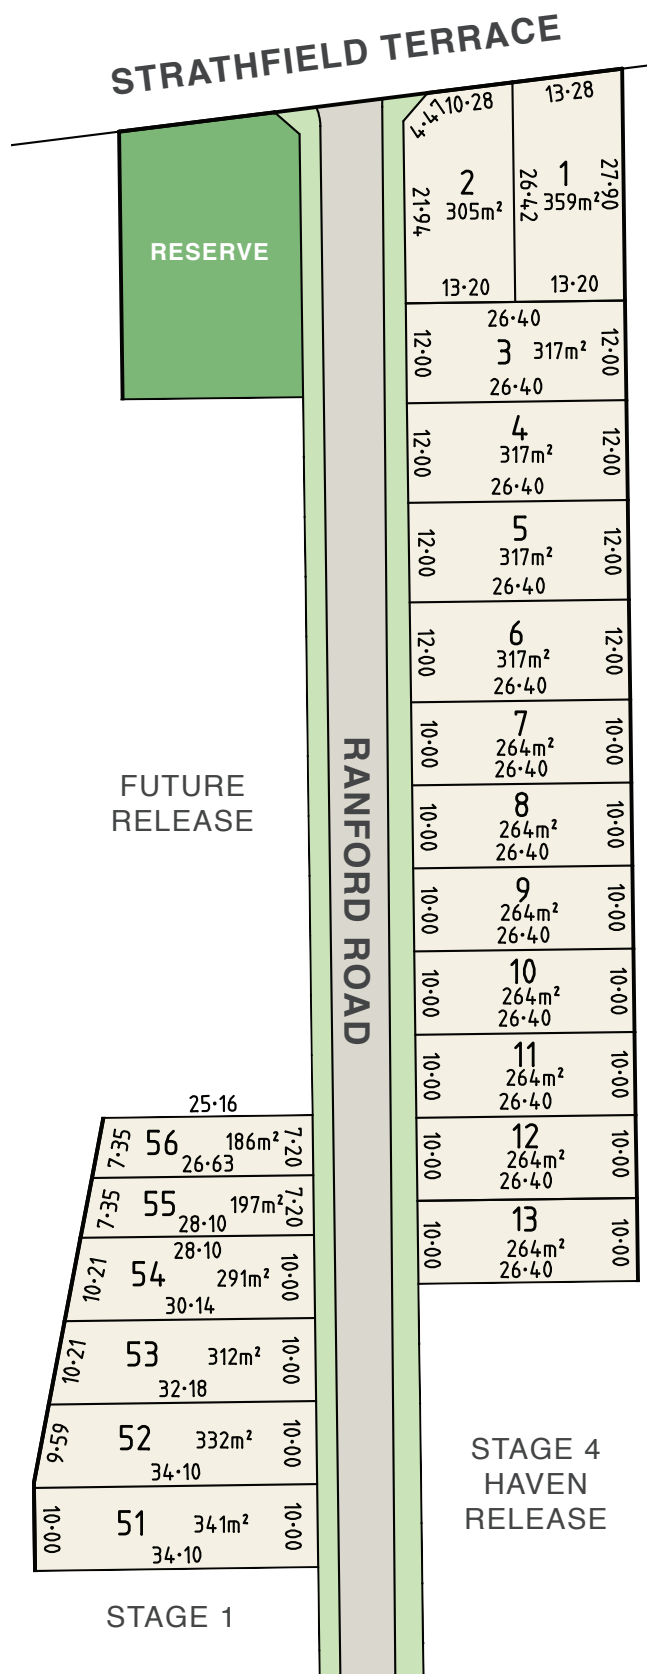 STRATHFIELD TERRACE
RESERVE
4·47
10·28
13·28
2
305m²
21·94
26·42
1
359m²
27·90
13·20
13·20
26·40
12·00
3
317m²
12·00
26·40
12·00
4
317m²
12·00
26·40
12·00
5
317m²
12·00
26·40
12·00
6
317m²
12·00
26·40
10·00
7
264m²
10·00
26·40
10·00
8
264m²
10·00
26·40
10·00
9
264m²
10·00
26·40
10·00
10
264m²
10·00
26·40
10·00
11
264m²
10·00
26·40
10·00
12
264m²
10·00
26·40
10·00
13
264m²
10·00
26·40
RANFORD ROAD
FUTURE
RELEASE
25·16
7·35
56
186m²
7·20
26·63
7·35
55
197m²
7·20
28·10
28·10
10·21
54
291m²
10·00
30·14
10·21
53
312m²
10·00
32·18
9·59
52
332m²
10·00
34·10
10·00
51
341m²
10·00
34·10
STAGE 1
STAGE 4
HAVEN
RELEASE